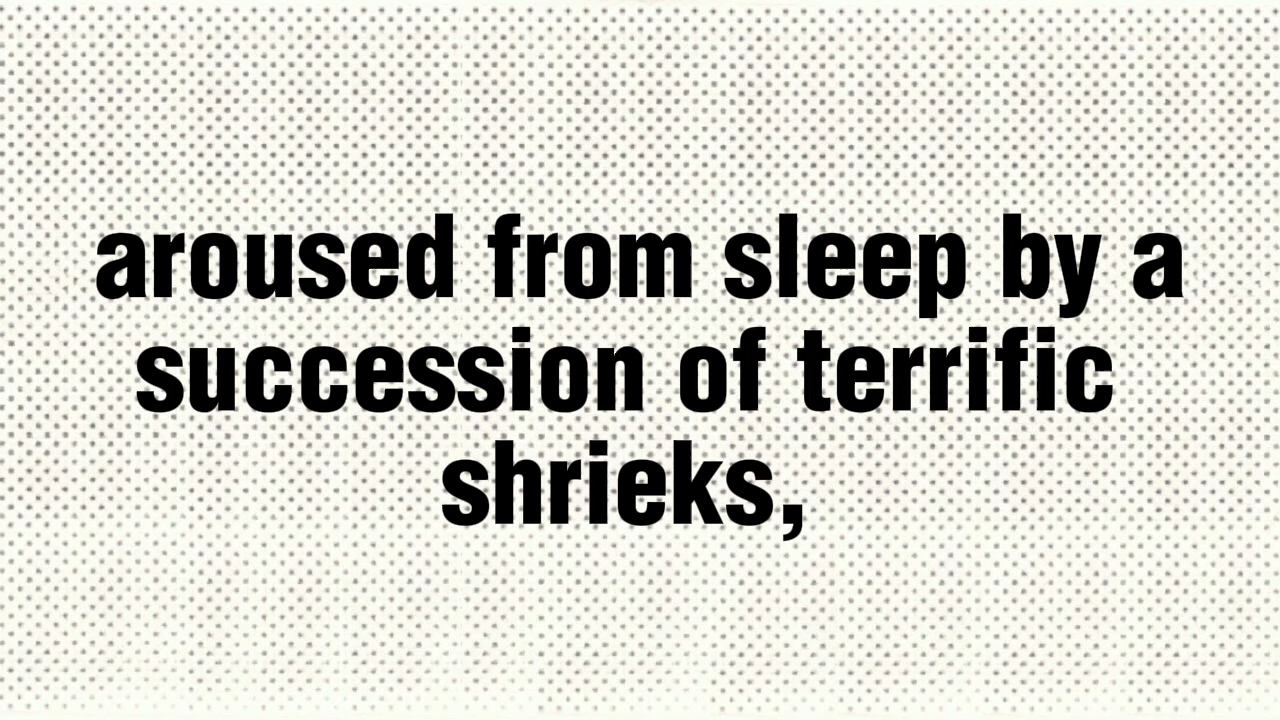 aroused from sleep by a
succession of terrific
shrieks,